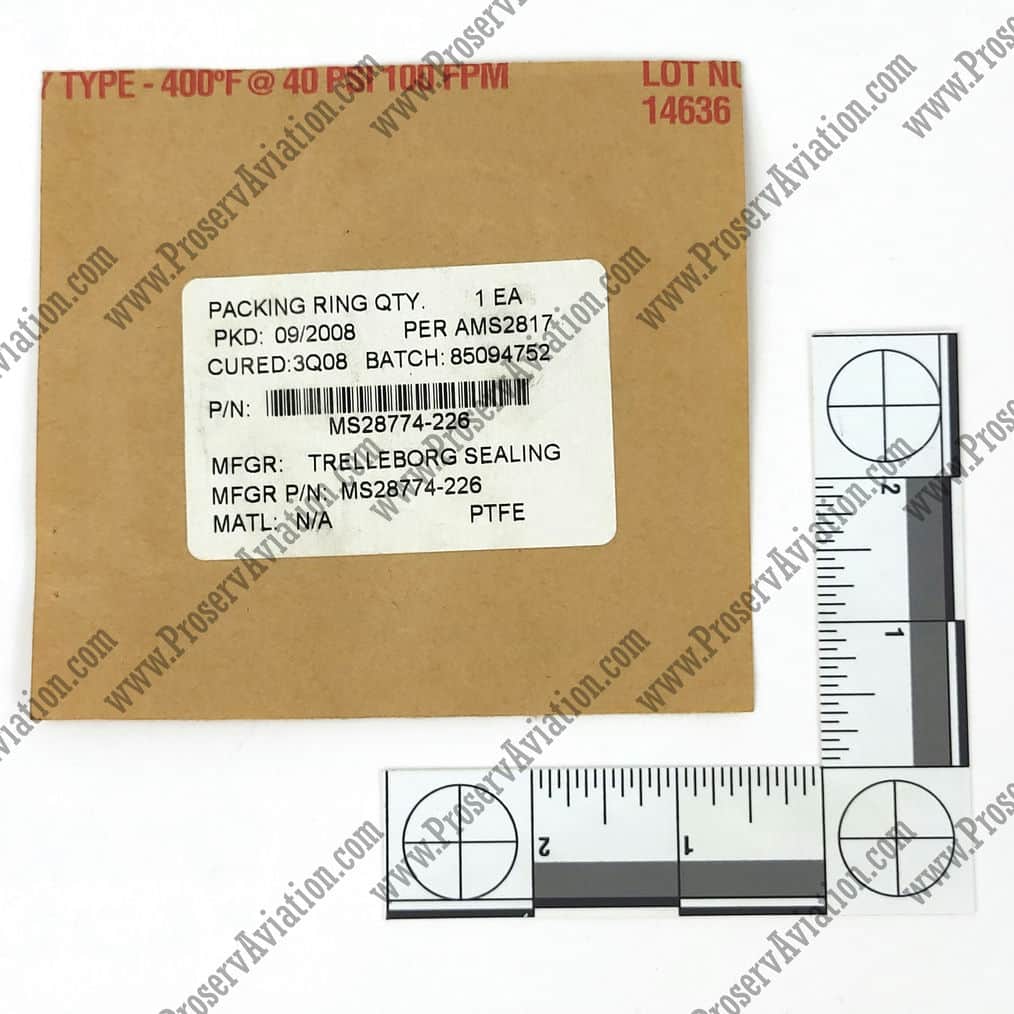 Y TYPE - 400°F @ 40 PSI 100 FPM
LOT NU
14636
PACKING RING QTY. 1 EA
PKD: 09/2008 PER AMS2817
CURED:3Q08 BATCH: 85094752
P/N:
MS28774-226
MFGR: TRELLEBORG SEALING
MFGR P/N: MS28774-226
MATL: N/A PTFE
2
1
2
1
www.ProservAviation.com